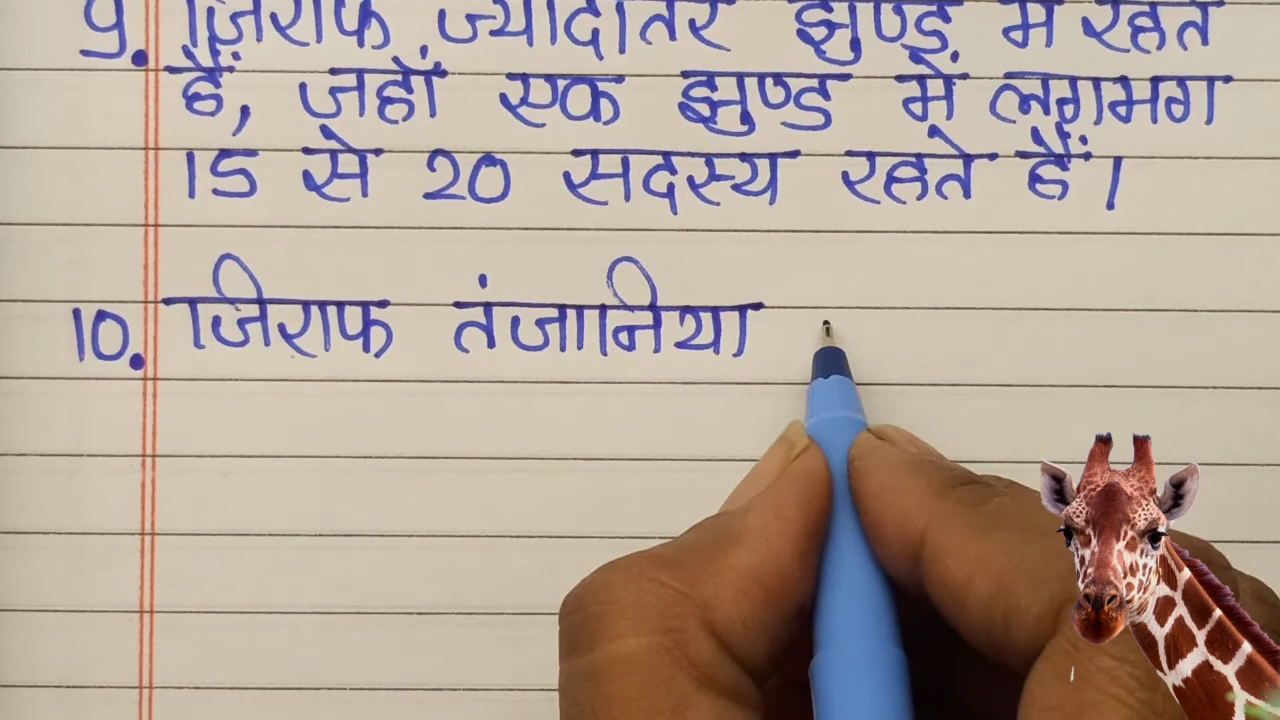 9. जिराफ ज्यादातर झुण्ड में रहते
हैं, जहाँ एक झुण्ड में लगभग
15 से 20 सदस्य रहते हैं।
10. जिराफ तंजानिया